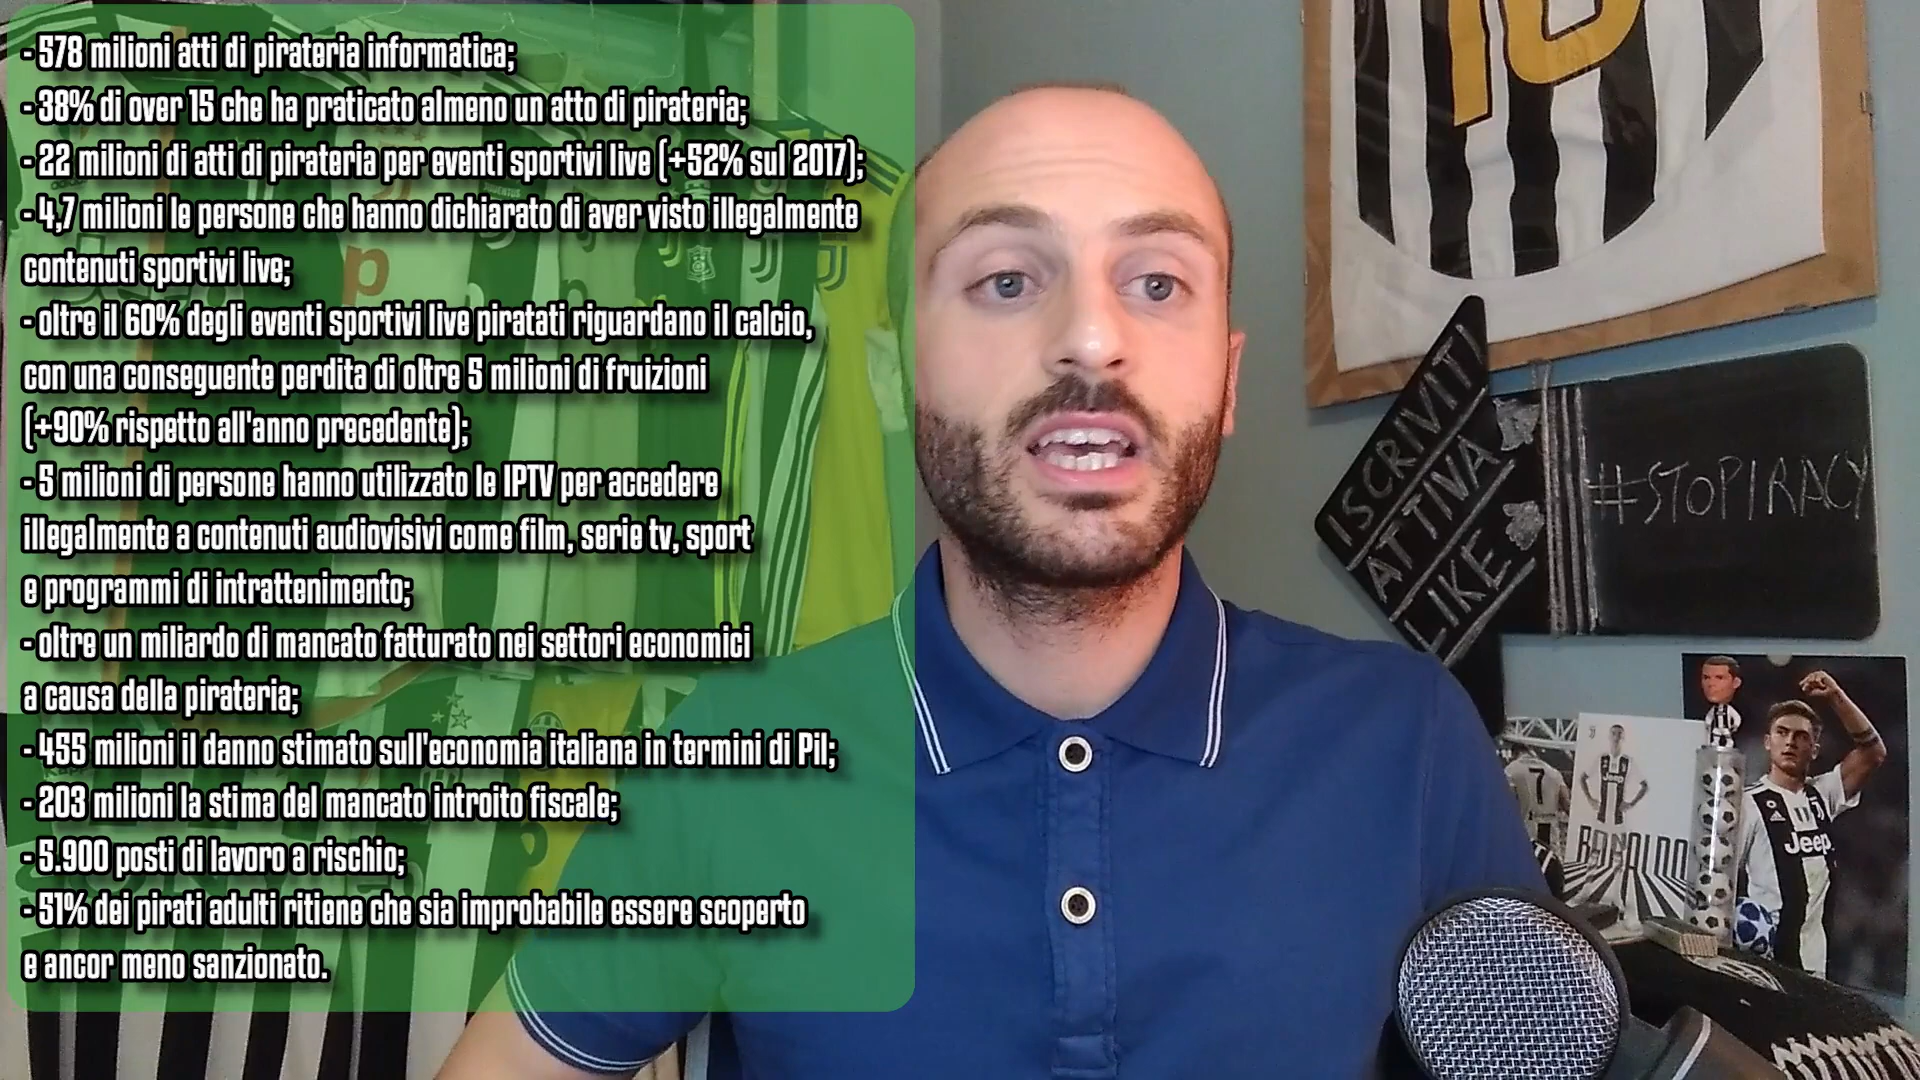 - 578 milioni atti di pirateria informatica;
- 38% di over 15 che ha praticato almeno un atto di pirateria;
- 22 milioni di atti di pirateria per eventi sportivi live (+52% sul 2017);
- 4,7 milioni le persone che hanno dichiarato di aver visto illegalmente
contenuti sportivi live;
- oltre il 60% degli eventi sportivi live piratati riguardano il calcio,
con una conseguente perdita di oltre 5 milioni di fruizioni
(+90% rispetto all'anno precedente);
- 5 milioni di persone hanno utilizzato le IPTV per accedere
illegalmente a contenuti audiovisivi come film, serie tv, sport
e programmi di intrattenimento;
- oltre un miliardo di mancato fatturato nei settori economici
a causa della pirateria;
- 455 milioni il danno stimato sull'economia italiana in termini di Pil;
- 203 milioni la stima del mancato introito fiscale;
- 5.900 posti di lavoro a rischio;
- 51% dei pirati adulti ritiene che sia improbabile essere scoperto
e ancor meno sanzionato.
10
ISCRIVITI
ATTIVA
LIKE
#STOPIRACY
7
Jeep
RONALDO
Jeep